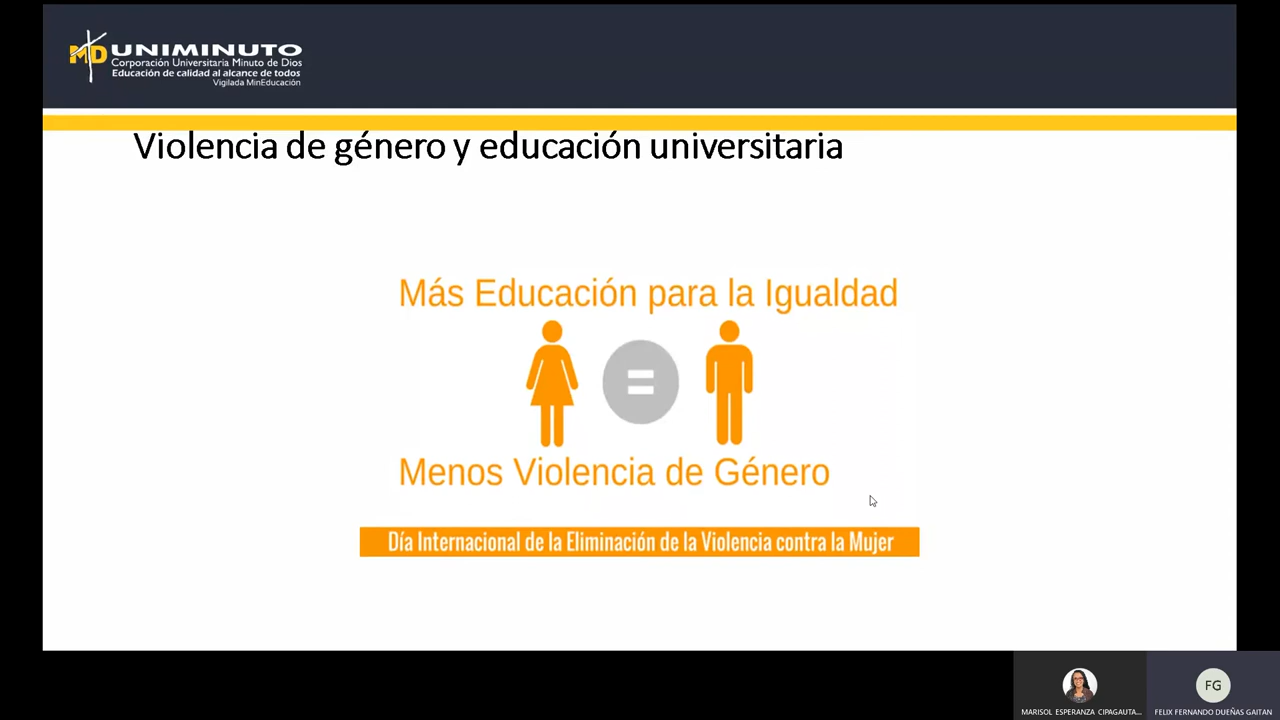 MD UNIMINUTO
Corporación Universitaria Minuto de Dios
Educación de calidad al alcance de todos
Vigilada MinEducación
Violencia de género y educación universitaria
Más Educación para la Igualdad
=
Menos Violencia de Género
Día Internacional de la Eliminación de la Violencia contra la Mujer
FG
MARISOL ESPERANZA CIPAGAUTA...
FELIX FERNANDO DUEÑAS GAITAN